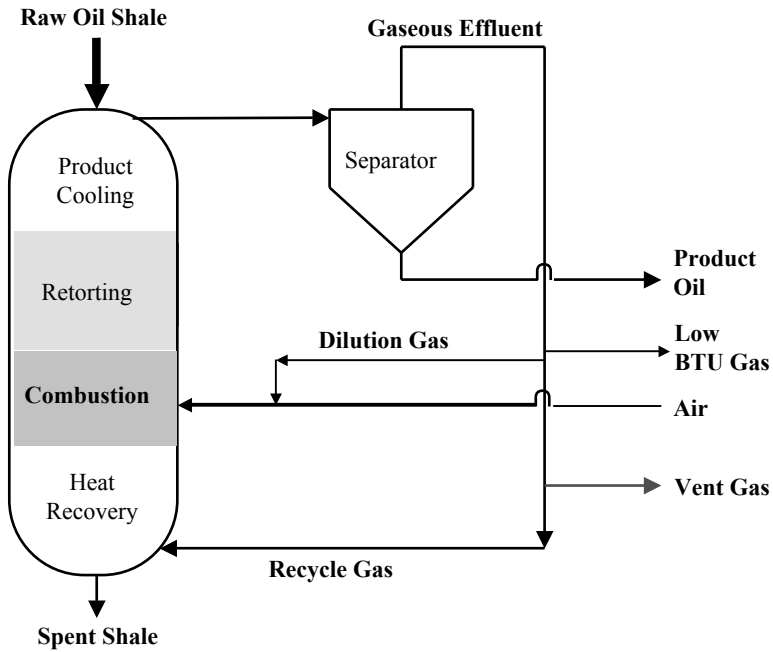 Raw Oil Shale
Gaseous Effluent
Product
Cooling
Separator
Retorting
Product
Oil
Dilution Gas
Low
BTU Gas
Combustion
Air
Heat
Recovery
Vent Gas
Recycle Gas
Spent Shale